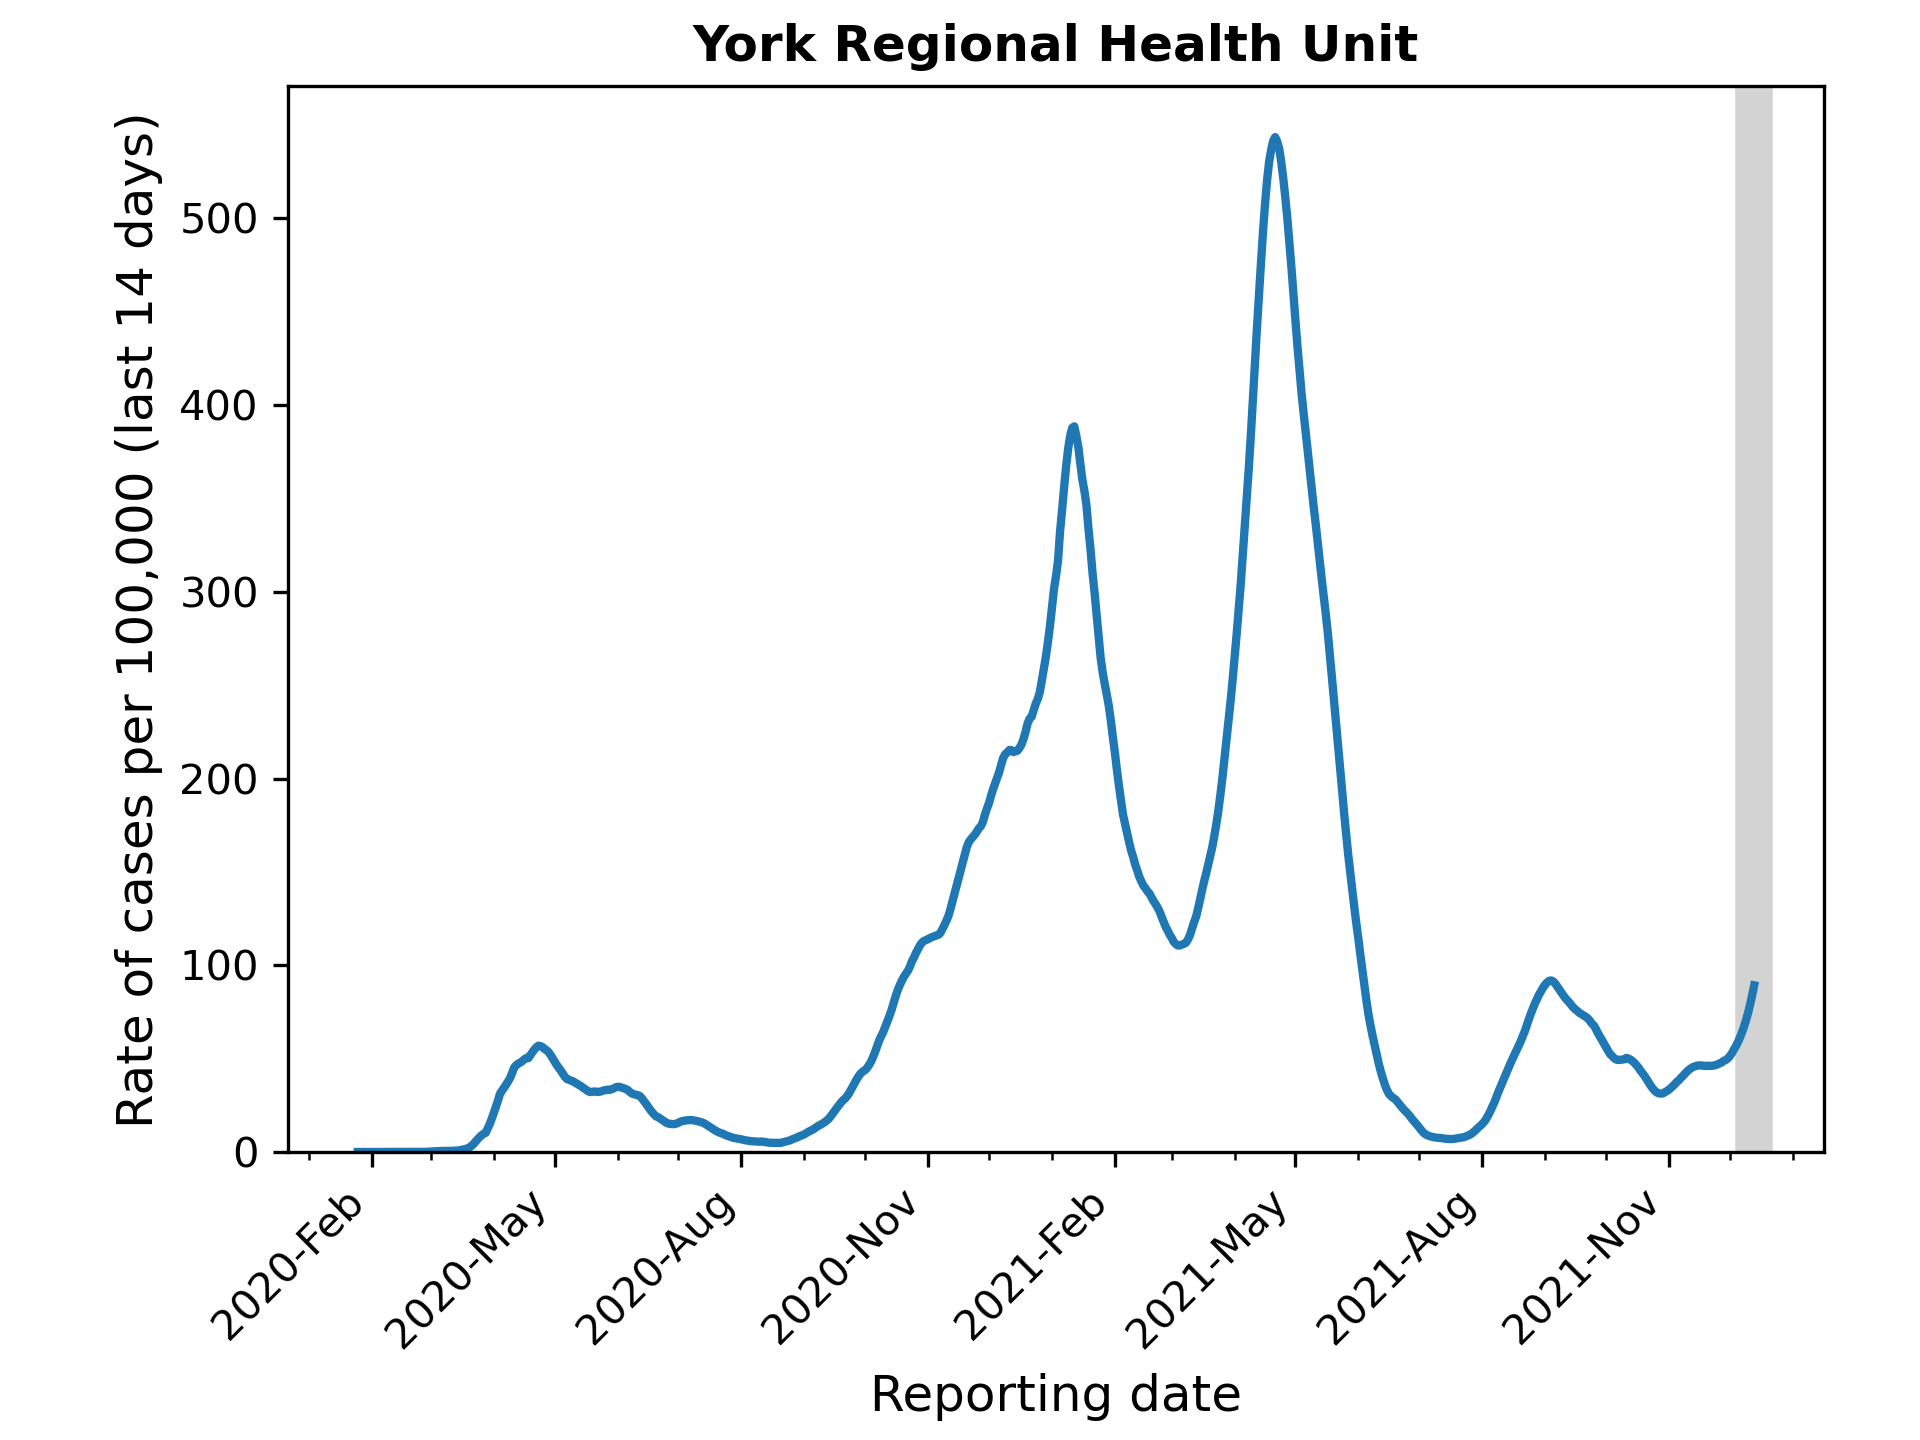 York Regional Health Unit
Rate of cases per 100,000 (last 14 days)
500
400
300
200
100
0
2020-Feb
2020-May
2020-Aug
2020-Nov
2021-Feb
2021-May
2021-Aug
2021-Nov
Reporting date